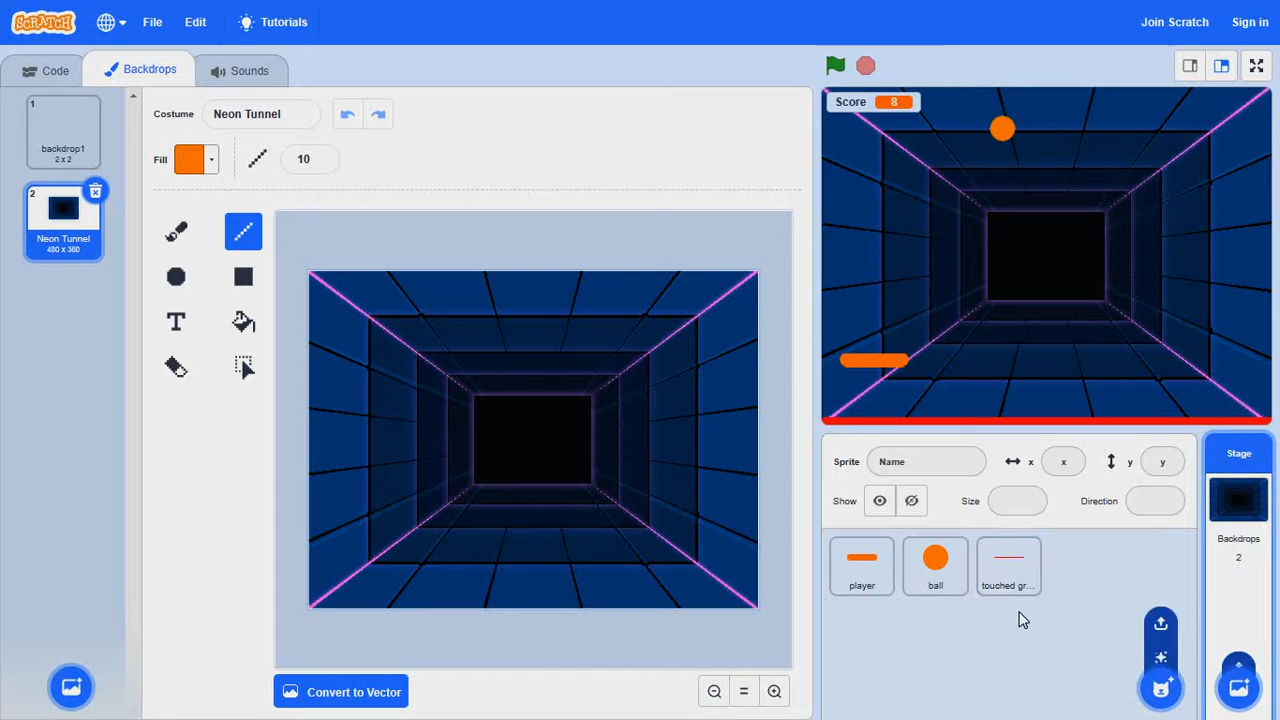 SCRATCH File Edit Tutorials Join Scratch Sign in
Code Backdrops Sounds
1
backdrop1
2 x 2
2
Neon Tunnel
480 x 360
Costume Neon Tunnel
Fill 10
T
Convert to Vector
Score 8
Sprite Name x x y y
Show Size Direction
player ball touched gr...
Stage
Backdrops
2